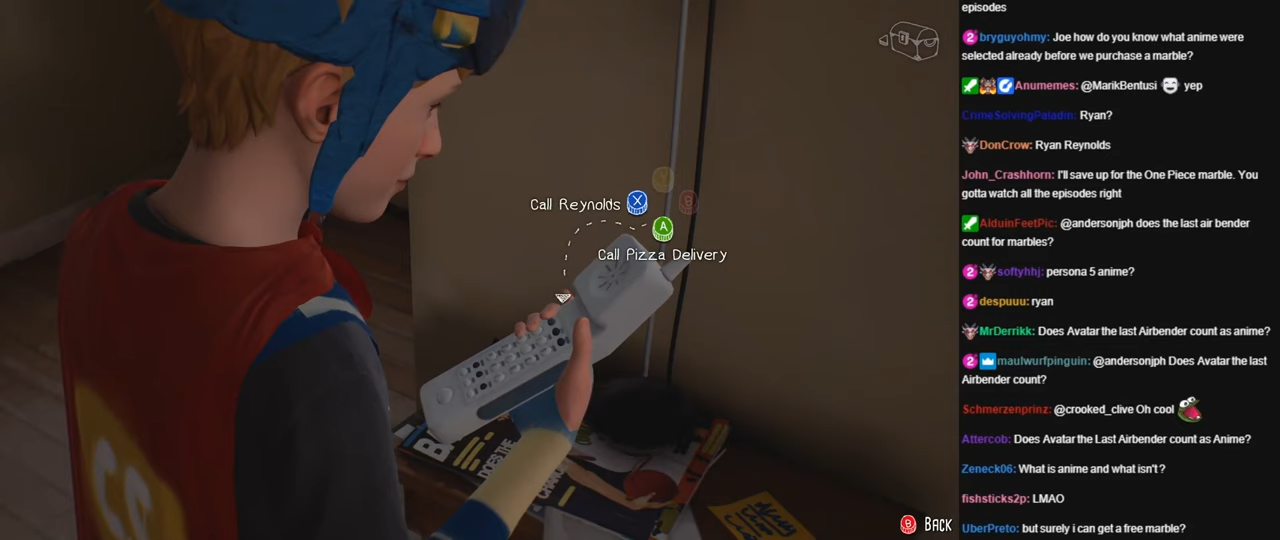 Call Reynolds
X
Y
B
A
Call Pizza Delivery
B BACK
episodes
2 bryguyohmy: Joe how do you know what anime were
selected already before we purchase a marble?
Anumemes: @MarikBentusi yep
CrimeSolvingPaladin: Ryan?
DonCrow: Ryan Reynolds
John_Crashhorn: I'll save up for the One Piece marble. You
gotta watch all the episodes right
AlduinFeetPic: @andersonjph does the last air bender
count for marbles?
2 softyhhj: persona 5 anime?
2 despuuu: ryan
MrDerrikk: Does Avatar the last Airbender count as anime?
2 maulwurfpinguin: @andersonjph Does Avatar the last
Airbender count?
Schmerzenprinz: @crooked_clive Oh cool
Attercob: Does Avatar the Last Airbender count as Anime?
Zeneck06: What is anime and what isn't?
fishsticks2p: LMAO
UberPreto: but surely i can get a free marble?